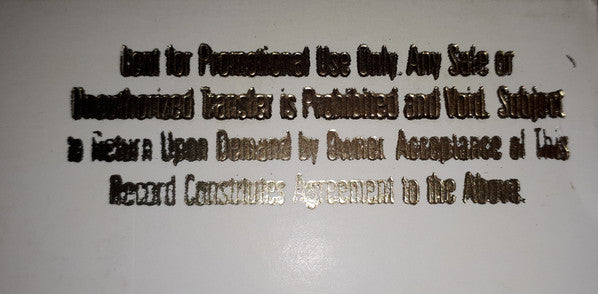 Lent for Promotional Use Only. Any Sale or
Unauthorized Transfer is Prohibited and Void. Subject
to Return Upon Demand by Owner. Acceptance of This
Record Constitutes Agreement to the Above.